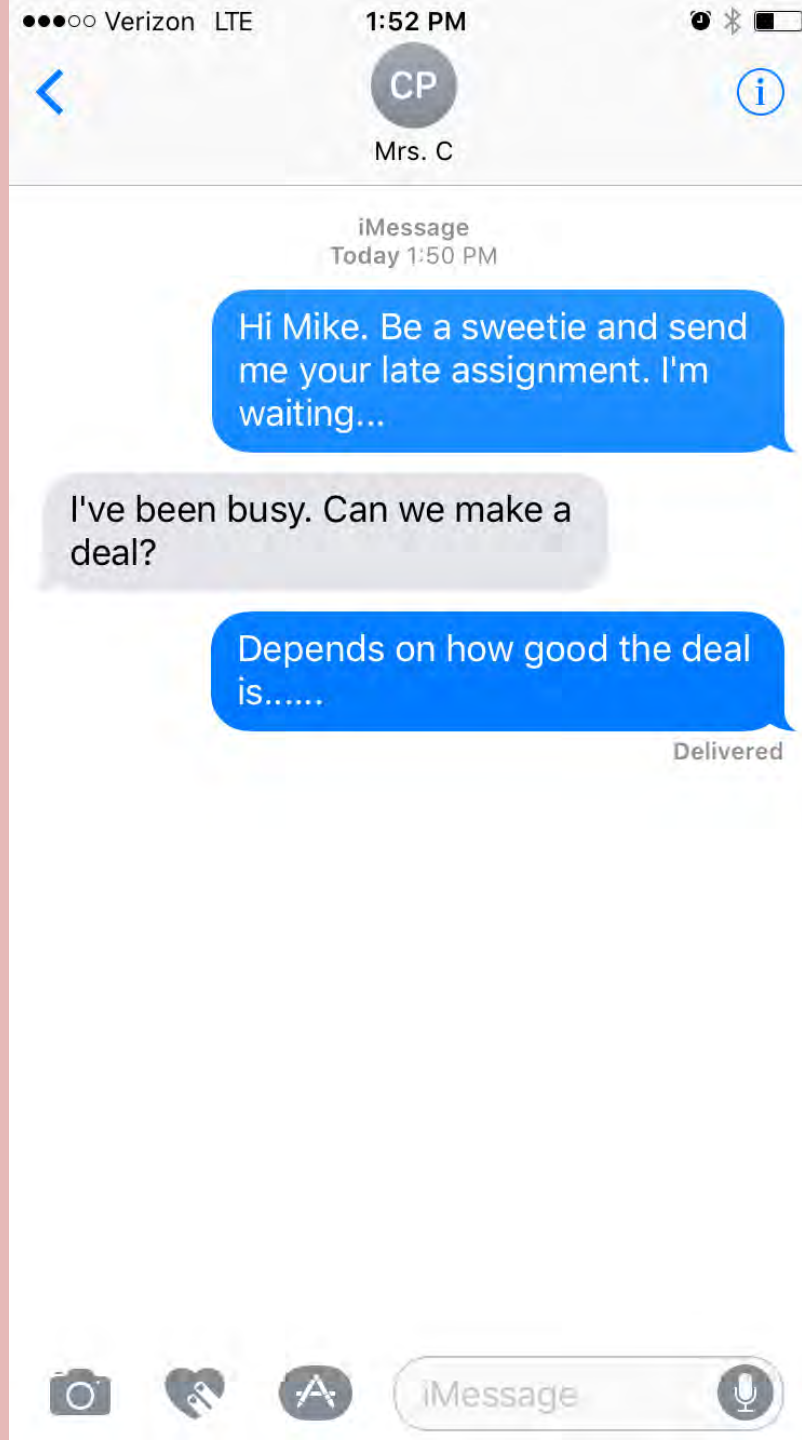 Verizon LTE 1:52 PM
CP
i
Mrs. C
iMessage
Today 1:50 PM
Hi Mike. Be a sweetie and send
me your late assignment. I'm
waiting...
I've been busy. Can we make a
deal?
Depends on how good the deal
is......
Delivered
iMessage